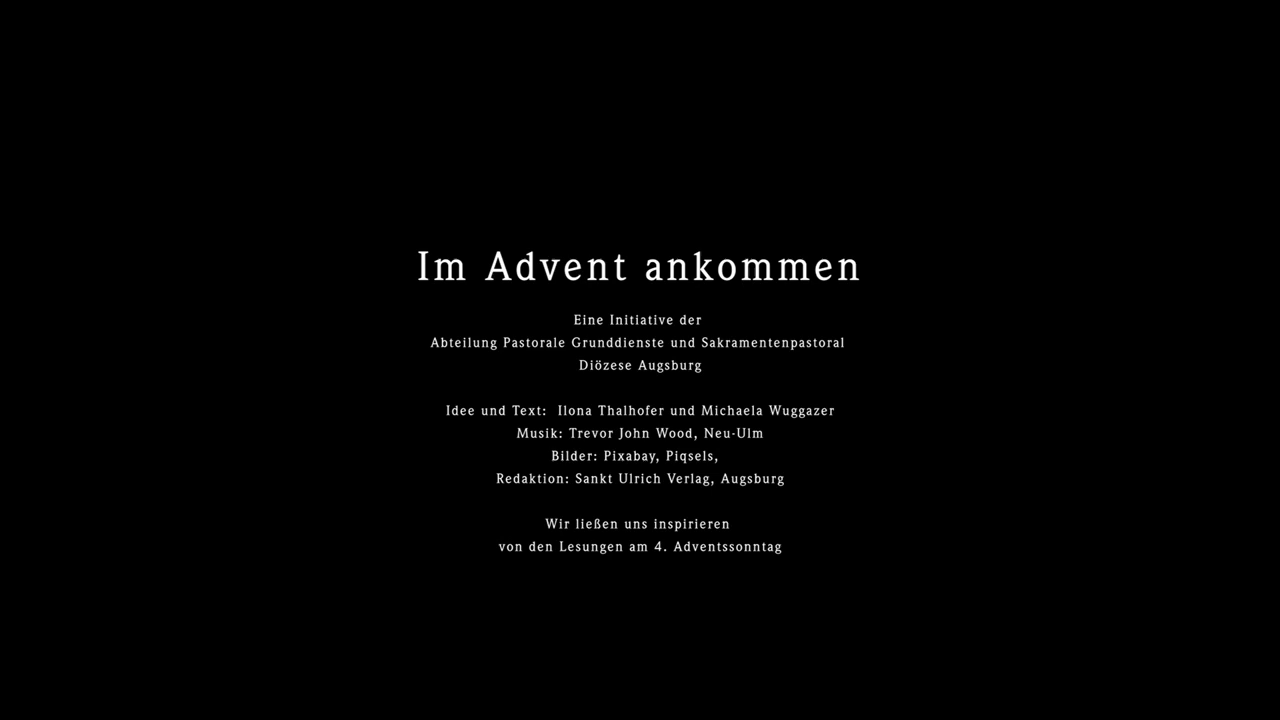 Im Advent ankommen
Eine Initiative der
Abteilung Pastorale Grunddienste und Sakramentenpastoral
Diözese Augsburg
Idee und Text: Ilona Thalhofer und Michaela Wuggazer
Musik: Trevor John Wood, Neu-Ulm
Bilder: Pixabay, Piqsels,
Redaktion: Sankt Ulrich Verlag, Augsburg
Wir ließen uns inspirieren
von den Lesungen am 4. Adventssonntag